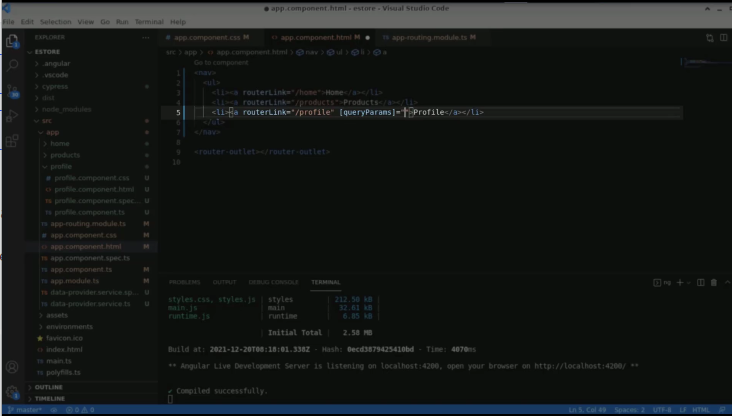 app.component.html - estore - Visual Studio Code
File Edit Selection View Go Run Terminal Help
EXPLORER
app.component.css M
app.component.html M
app-routing.module.ts M
src > app > app.component.html > nav > ul > li > a
Go to component
ESTORE
.angular
.vscode
cypress
dist
node_modules
src
app
home
products
profile
profile.component.css U
profile.component.html U
profile.component.spec... U
profile.component.ts U
app-routing.module.ts M
app.component.css M
app.component.html M
app.component.spec.ts M
app.component.ts M
app.module.ts M
data-provider.service.sp... U
data-provider.service.ts U
assets
environments
favicon.ico
index.html
main.ts
polyfills.ts
OUTLINE
TIMELINE
1 <nav>
2 <ul>
3 <li><a routerLink="/home">Home</a></li>
4 <li><a routerLink="/products">Products</a></li>
5 <li><a routerLink="/profile" [queryParams]="">Profile</a></li>
6 </ul>
7 </nav>
8
9 <router-outlet></router-outlet>
10
PROBLEMS OUTPUT DEBUG CONSOLE TERMINAL
ng
styles.css, styles.js | styles | 212.50 kB |
main.js | main | 32.61 kB |
runtime.js | runtime | 6.85 kB |
| Initial Total | 2.58 MB
Build at: 2021-12-20T08:18:01.338Z - Hash: 0ecd3879425410bd - Time: 4070ms
** Angular Live Development Server is listening on localhost:4200, open your browser on http://localhost:4200/ **
✔ Compiled successfully.
master* 0 0
Ln 5, Col 49 Spaces: 2 UTF-8 LF HTML